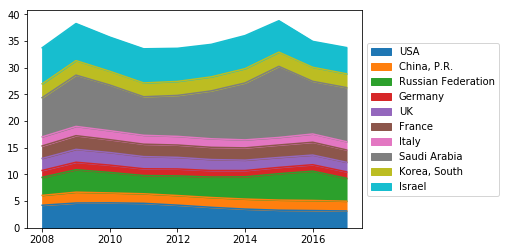 40
35
30
25
20
15
10
5
0
2008
2010
2012
2014
2016
USA
China, P.R.
Russian Federation
Germany
UK
France
Italy
Saudi Arabia
Korea, South
Israel